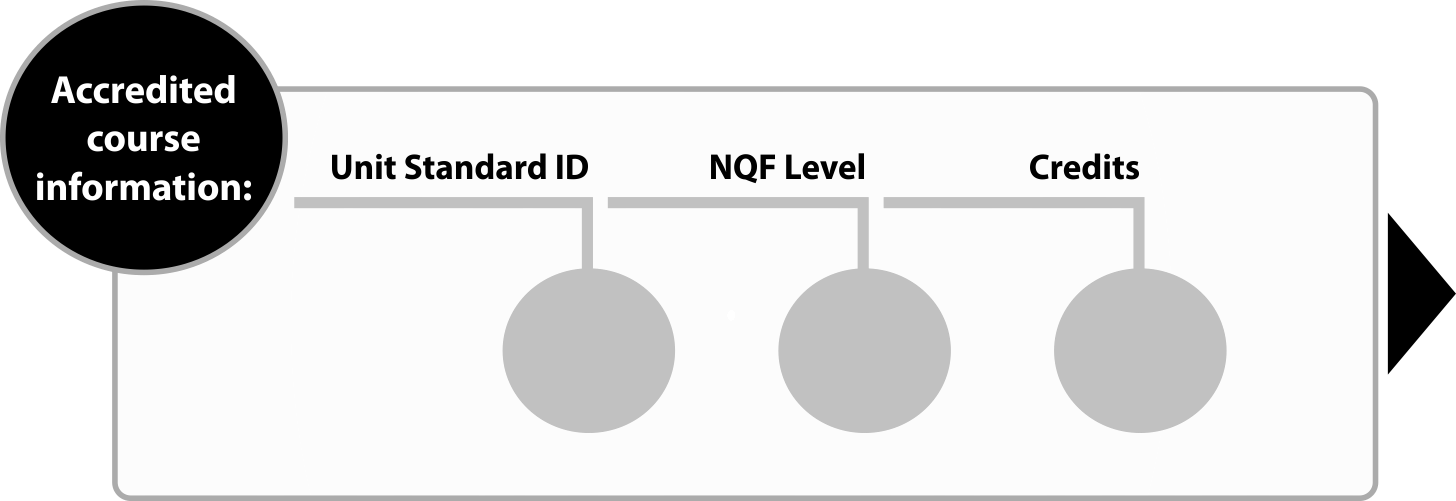 Accredited
course
information:
Unit Standard ID
NQF Level
Credits